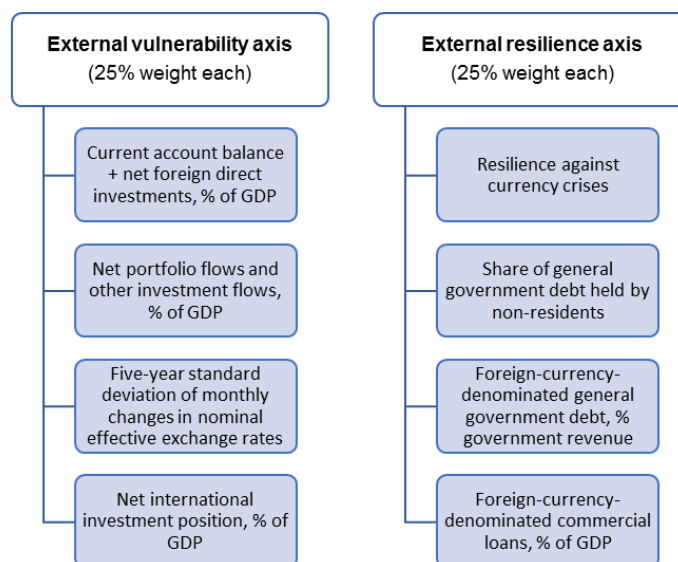 External vulnerability axis
(25% weight each)
Current account balance
+ net foreign direct
investments, % of GDP
Net portfolio flows and
other investment flows,
% of GDP
Five-year standard
deviation of monthly
changes in nominal
effective exchange rates
Net international
investment position, % of
GDP
External resilience axis
(25% weight each)
Resilience against
currency crises
Share of general
government debt held by
non-residents
Foreign-currency-
denominated general
government debt, %
government revenue
Foreign-currency-
denominated commercial
loans, % of GDP